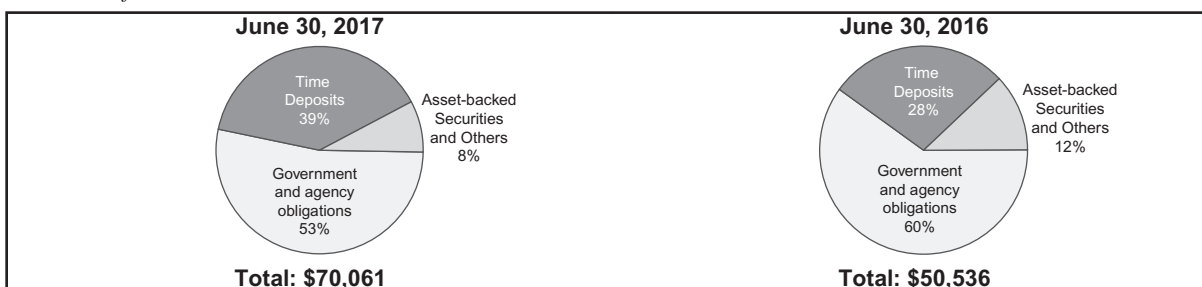 June 30, 2017
Time
Deposits
39%
Asset-backed
Securities
and Others
8%
Government
and agency
obligations
53%
Total: $70,061
June 30, 2016
Time
Deposits
28%
Asset-backed
Securities
and Others
12%
Government
and agency
obligations
60%
Total: $50,536